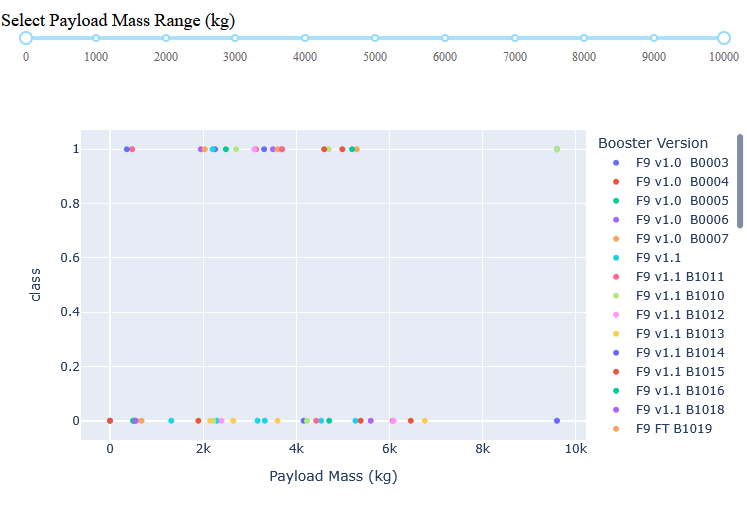 Select Payload Mass Range (kg)
0 1000 2000 3000 4000 5000 6000 7000 8000 9000 10000
Booster Version
F9 v1.0  B0003
F9 v1.0  B0004
F9 v1.0  B0005
F9 v1.0  B0006
F9 v1.0  B0007
F9 v1.1
F9 v1.1 B1011
F9 v1.1 B1010
F9 v1.1 B1012
F9 v1.1 B1013
F9 v1.1 B1014
F9 v1.1 B1015
F9 v1.1 B1016
F9 v1.1 B1018
F9 FT B1019
1
0.8
0.6
0.4
0.2
0
class
0 2k 4k 6k 8k 10k
Payload Mass (kg)